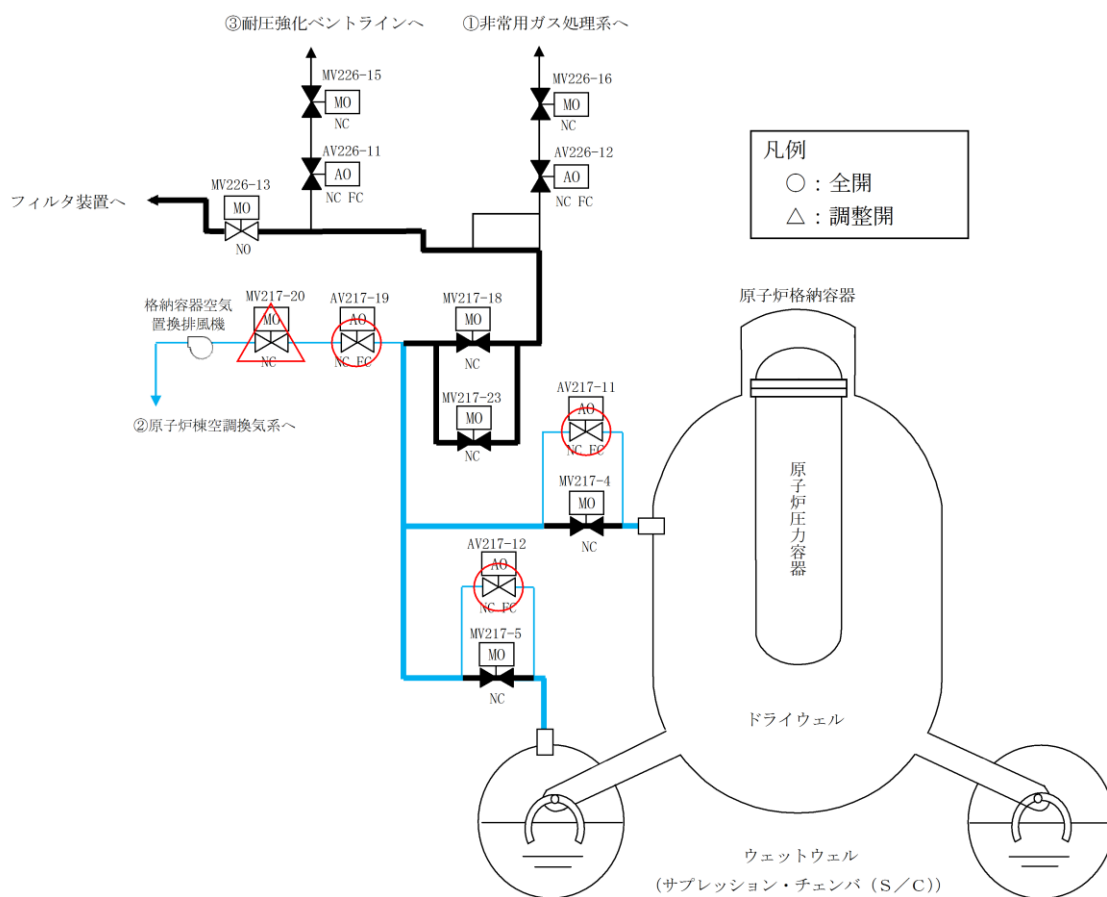 ③耐圧強化ベントラインへ
①非常用ガス処理系へ
MV226-15
MO
NC
MV226-16
MO
NC
AV226-11
AO
NC FC
AV226-12
AO
NC FC
凡例
○：全開
△：調整開
フィルタ装置へ
MV226-13
MO
NO
格納容器空気
置換排風機
MV217-20
MO
NC
AV217-19
AO
NC FC
MV217-18
MO
NC
②原子炉棟空調換気系へ
MV217-23
MO
NC
AV217-11
AO
NC FC
MV217-4
MO
NC
AV217-12
AO
NC FC
MV217-5
MO
NC
原子炉格納容器
原子炉圧力容器
ドライウェル
ウェットウェル
（サプレッション・チェンバ（Ｓ／Ｃ））